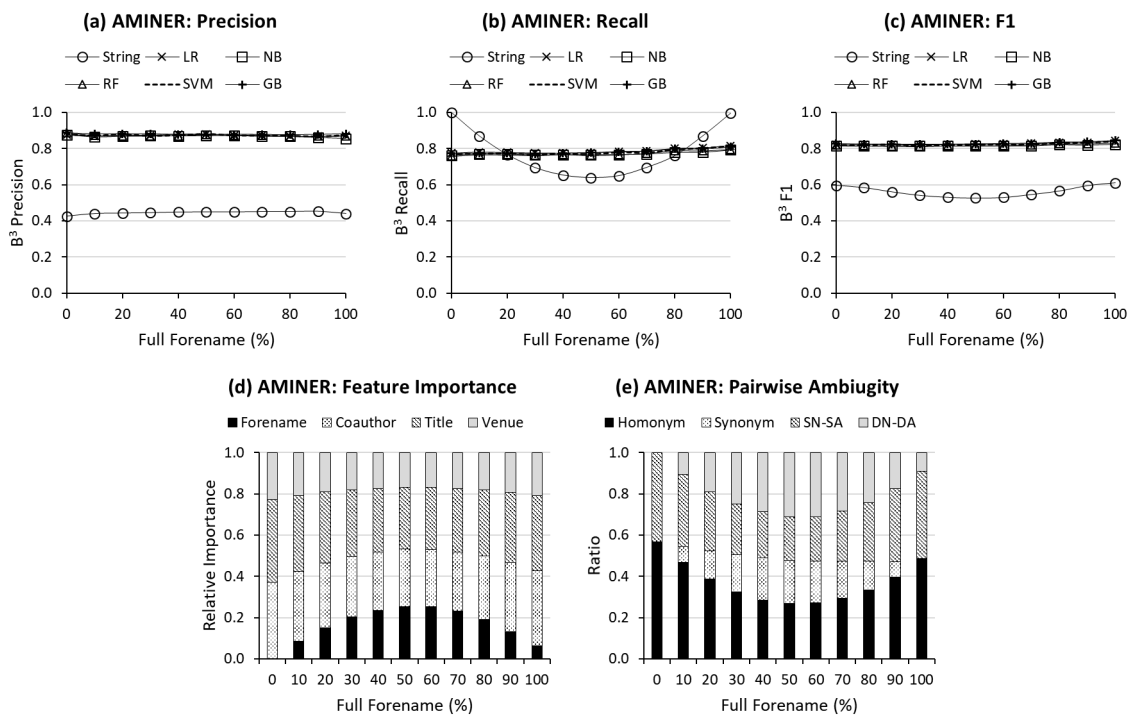 (a) AMINER: Precision
String LR NB
RF SVM GB
1.0
0.8
0.6
0.4
0.2
0.0
B³ Precision
0 20 40 60 80 100
Full Forename (%)
(b) AMINER: Recall
String LR NB
RF SVM GB
1.0
0.8
0.6
0.4
0.2
0.0
B³ Recall
0 20 40 60 80 100
Full Forename (%)
(c) AMINER: F1
String LR NB
RF SVM GB
1.0
0.8
0.6
0.4
0.2
0.0
B³ F1
0 20 40 60 80 100
Full Forename (%)
(d) AMINER: Feature Importance
Forename Coauthor Title Venue
1.0
0.8
0.6
0.4
0.2
0.0
Relative Importance
0 10 20 30 40 50 60 70 80 90 100
Full Forename (%)
(e) AMINER: Pairwise Ambiugity
Homonym Synonym SN-SA DN-DA
1.0
0.8
0.6
0.4
0.2
0.0
Ratio
0 10 20 30 40 50 60 70 80 90 100
Full Forename (%)